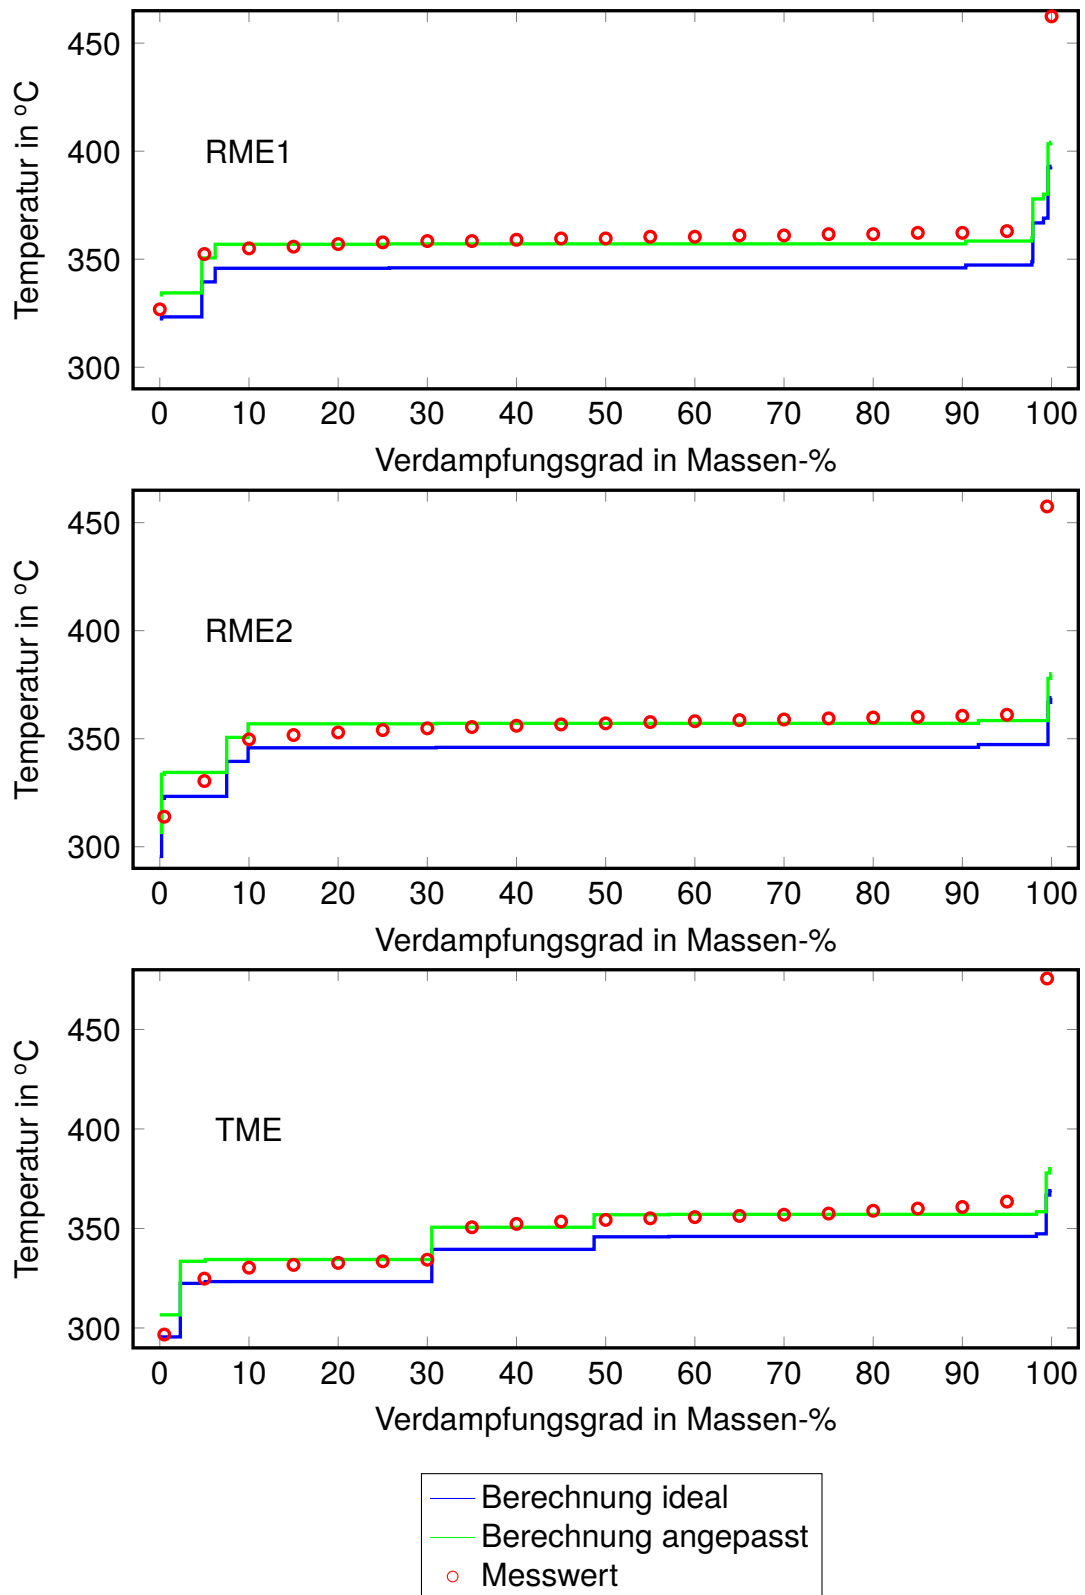 450
400
350
300
Temperatur in °C
RME1
0 10 20 30 40 50 60 70 80 90 100
Verdampfungsgrad in Massen-%
450
400
350
300
Temperatur in °C
RME2
0 10 20 30 40 50 60 70 80 90 100
Verdampfungsgrad in Massen-%
450
400
350
300
Temperatur in °C
TME
0 10 20 30 40 50 60 70 80 90 100
Verdampfungsgrad in Massen-%
Berechnung ideal
Berechnung angepasst
Messwert